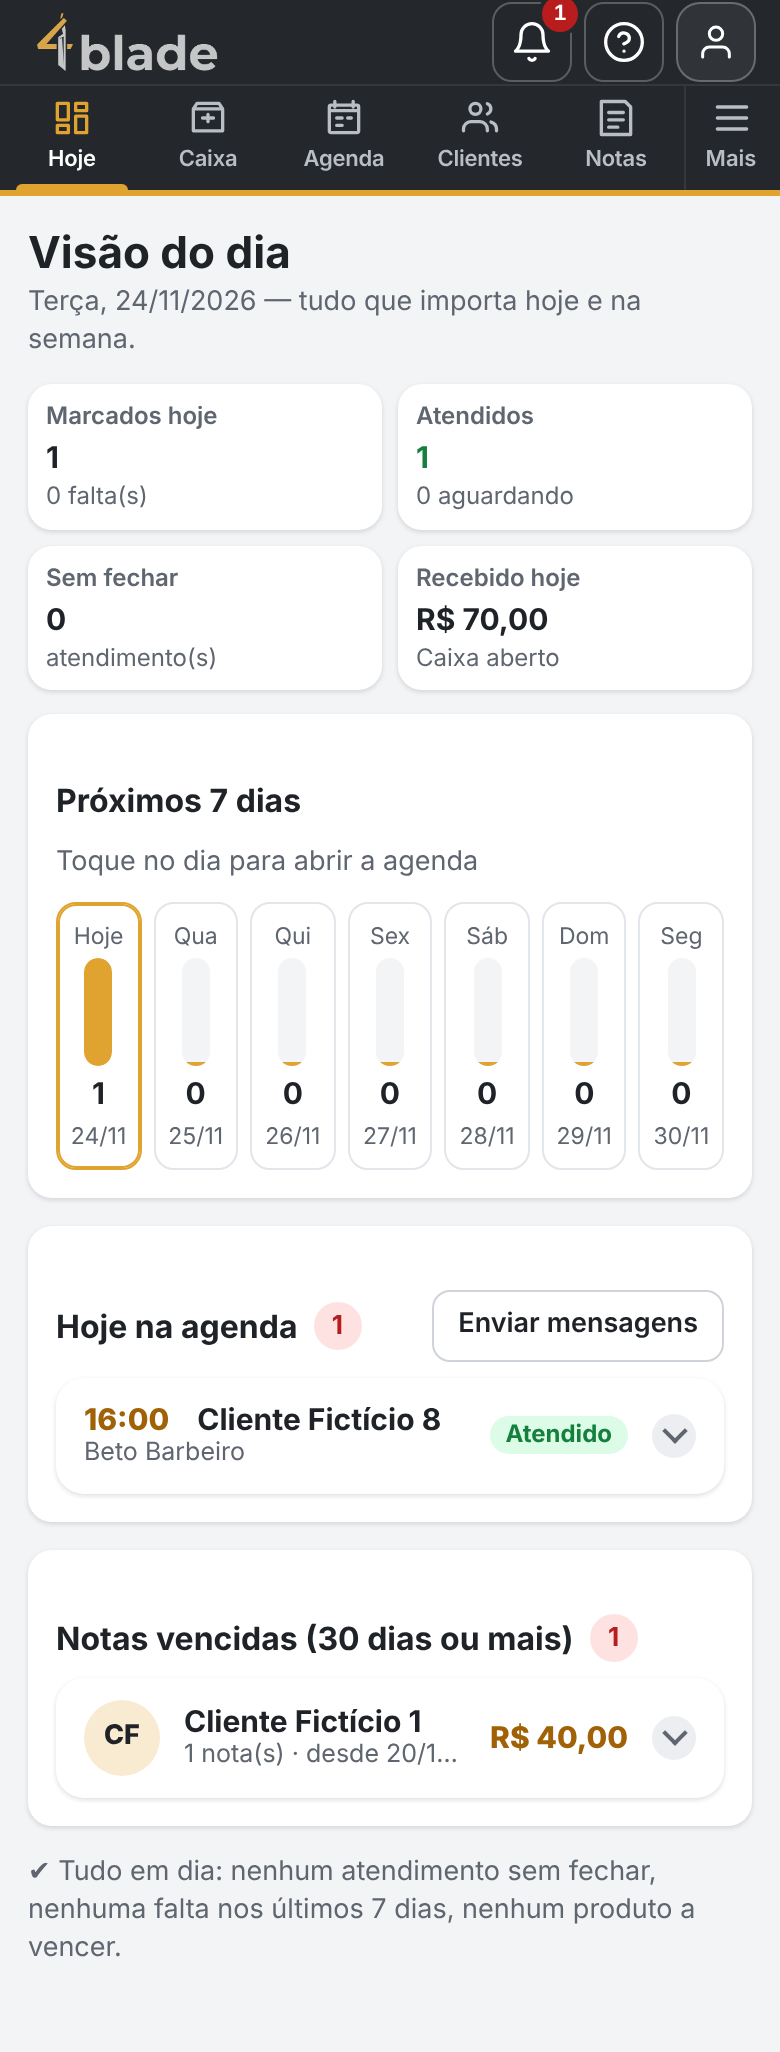 4blade
1
Hoje
Caixa
Agenda
Clientes
Notas
Mais
Visão do dia
Terça, 24/11/2026 — tudo que importa hoje e na
semana.
Marcados hoje
1
0 falta(s)
Atendidos
1
0 aguardando
Sem fechar
0
atendimento(s)
Recebido hoje
R$ 70,00
Caixa aberto
Próximos 7 dias
Toque no dia para abrir a agenda
Hoje
1
24/11
Qua
0
25/11
Qui
0
26/11
Sex
0
27/11
Sáb
0
28/11
Dom
0
29/11
Seg
0
30/11
Hoje na agenda 1
Enviar mensagens
16:00 Cliente Fictício 8
Beto Barbeiro
Atendido
Notas vencidas (30 dias ou mais) 1
CF
Cliente Fictício 1
1 nota(s) · desde 20/1...
R$ 40,00
✔ Tudo em dia: nenhum atendimento sem fechar,
nenhuma falta nos últimos 7 dias, nenhum produto a
vencer.